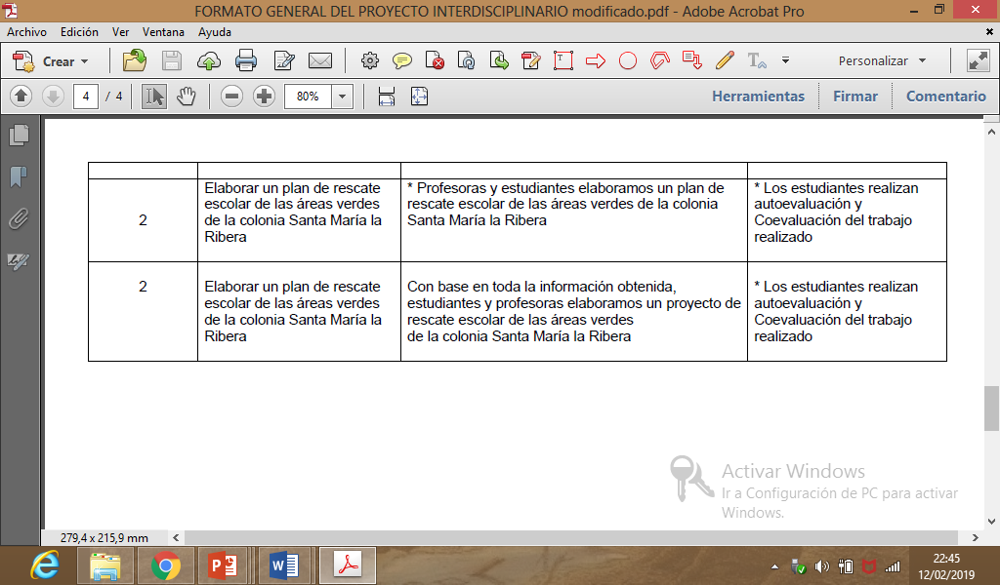 FORMATO GENERAL DEL PROYECTO INTERDISCIPLINARIO modificado.pdf - Adobe Acrobat Pro
Archivo Edición Ver Ventana Ayuda
Crear
Personalizar
4 / 4
80%
Herramientas Firmar Comentario
2
Elaborar un plan de rescate
escolar de las áreas verdes
de la colonia Santa María la
Ribera
* Profesoras y estudiantes elaboramos un plan de
rescate escolar de las áreas verdes de la colonia
Santa María la Ribera
* Los estudiantes realizan
autoevaluación y
Coevaluación del trabajo
realizado
2
Elaborar un plan de rescate
escolar de las áreas verdes
de la colonia Santa María la
Ribera
Con base en toda la información obtenida,
estudiantes y profesoras elaboramos un proyecto de
rescate escolar de las áreas verdes
de la colonia Santa María la Ribera
* Los estudiantes realizan
autoevaluación y
Coevaluación del trabajo
realizado
Activar Windows
Ir a Configuración de PC para activar
Windows.
279,4 x 215,9 mm
22:45
12/02/2019